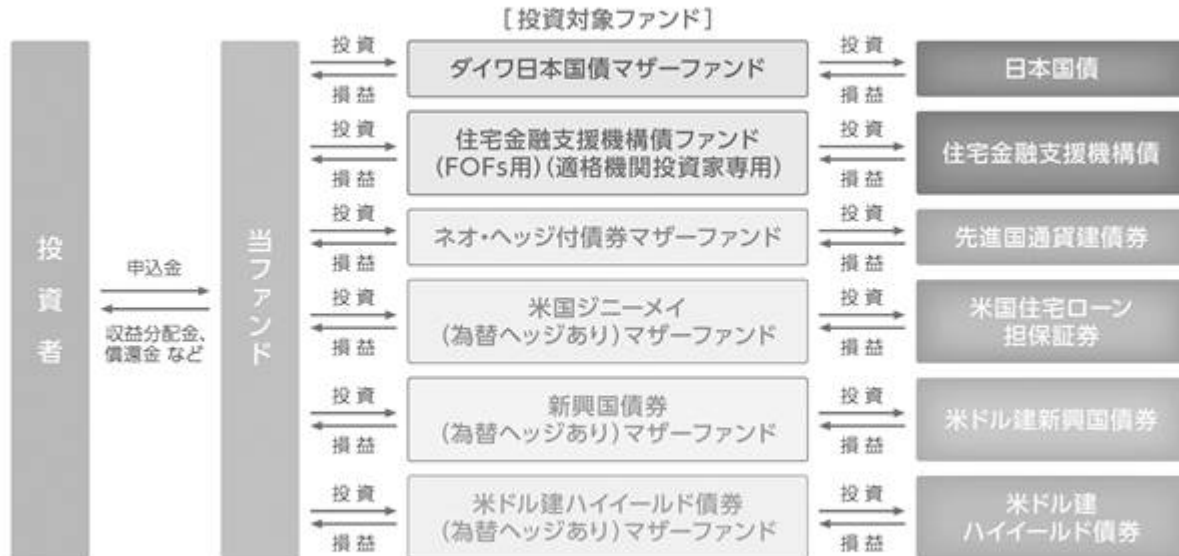 [投資対象ファンド]
投資者
申込金
収益分配金、
償還金 など
当ファンド
投資
損益
ダイワ日本国債マザーファンド
投資
損益
日本国債
投資
損益
住宅金融支援機構債ファンド
(FOFs用)(適格機関投資家専用)
投資
損益
住宅金融支援機構債
投資
損益
ネオ・ヘッジ付債券マザーファンド
投資
損益
先進国通貨建債券
投資
損益
米国ジニーメイ
(為替ヘッジあり)マザーファンド
投資
損益
米国住宅ローン
担保証券
投資
損益
新興国債券
(為替ヘッジあり)マザーファンド
投資
損益
米ドル建新興国債券
投資
損益
米ドル建ハイイールド債券
(為替ヘッジあり)マザーファンド
投資
損益
米ドル建
ハイイールド債券